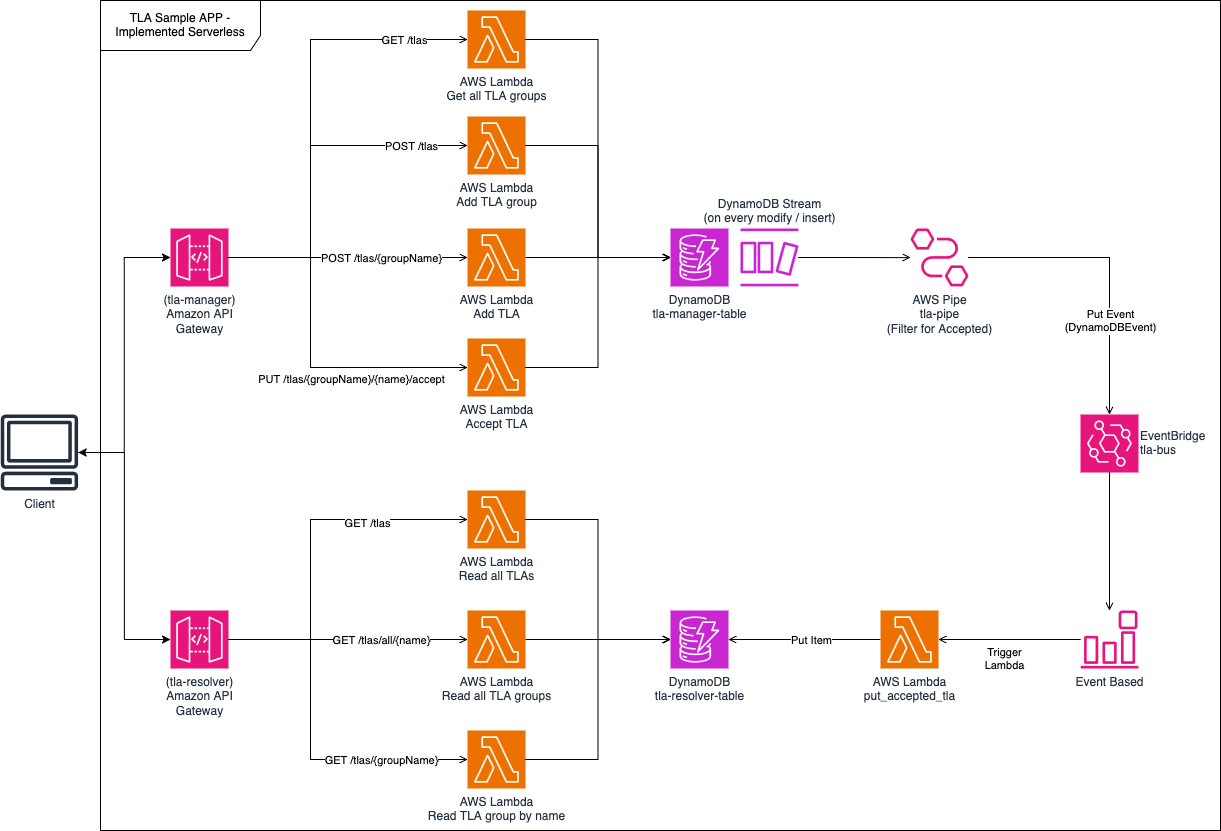 TLA Sample APP -
Implemented Serverless
GET /tlas
AWS Lambda
Get all TLA groups
POST /tlas
AWS Lambda
Add TLA group
DynamoDB Stream
(on every modify / insert)
POST /tlas/{groupName}
(tla-manager)
Amazon API
Gateway
AWS Lambda
Add TLA
DynamoDB
tla-manager-table
AWS Pipe
tla-pipe
(Filter for Accepted)
Put Event
(DynamoDBEvent)
PUT /tlas/{groupName}/{name}/accept
AWS Lambda
Accept TLA
EventBridge
tla-bus
Client
GET /tlas
AWS Lambda
Read all TLAs
GET /tlas/all/{name}
Put Item
Trigger
Lambda
(tla-resolver)
Amazon API
Gateway
AWS Lambda
Read all TLA groups
DynamoDB
tla-resolver-table
AWS Lambda
put_accepted_tla
Event Based
GET /tlas/{groupName}
AWS Lambda
Read TLA group by name